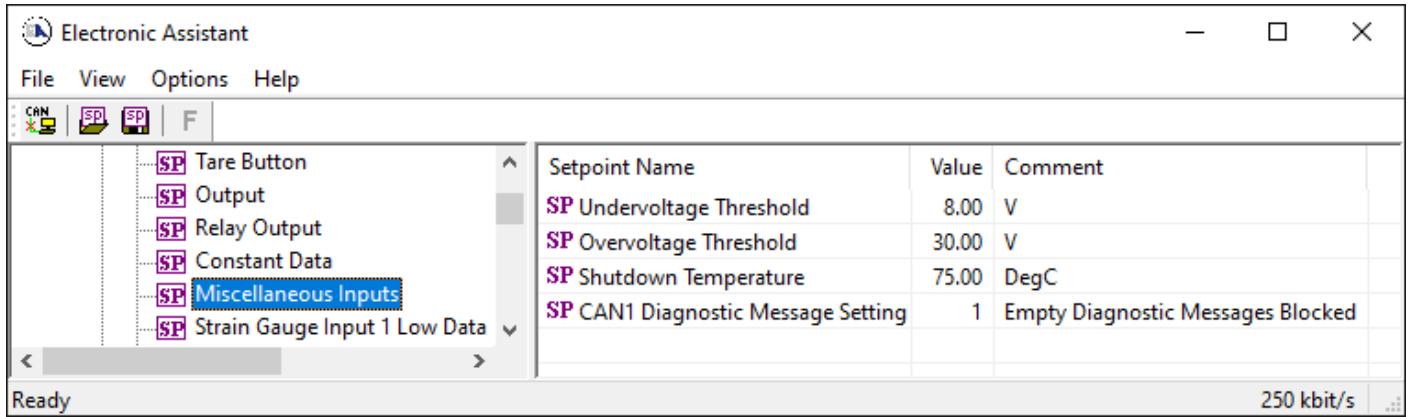 Electronic Assistant
File View Options Help
CAN SP SP F
SP Tare Button
SP Output
SP Relay Output
SP Constant Data
SP Miscellaneous Inputs
SP Strain Gauge Input 1 Low Data
Setpoint Name Value Comment
SP Undervoltage Threshold 8.00 V
SP Overvoltage Threshold 30.00 V
SP Shutdown Temperature 75.00 DegC
SP CAN1 Diagnostic Message Setting 1 Empty Diagnostic Messages Blocked
Ready 250 kbit/s